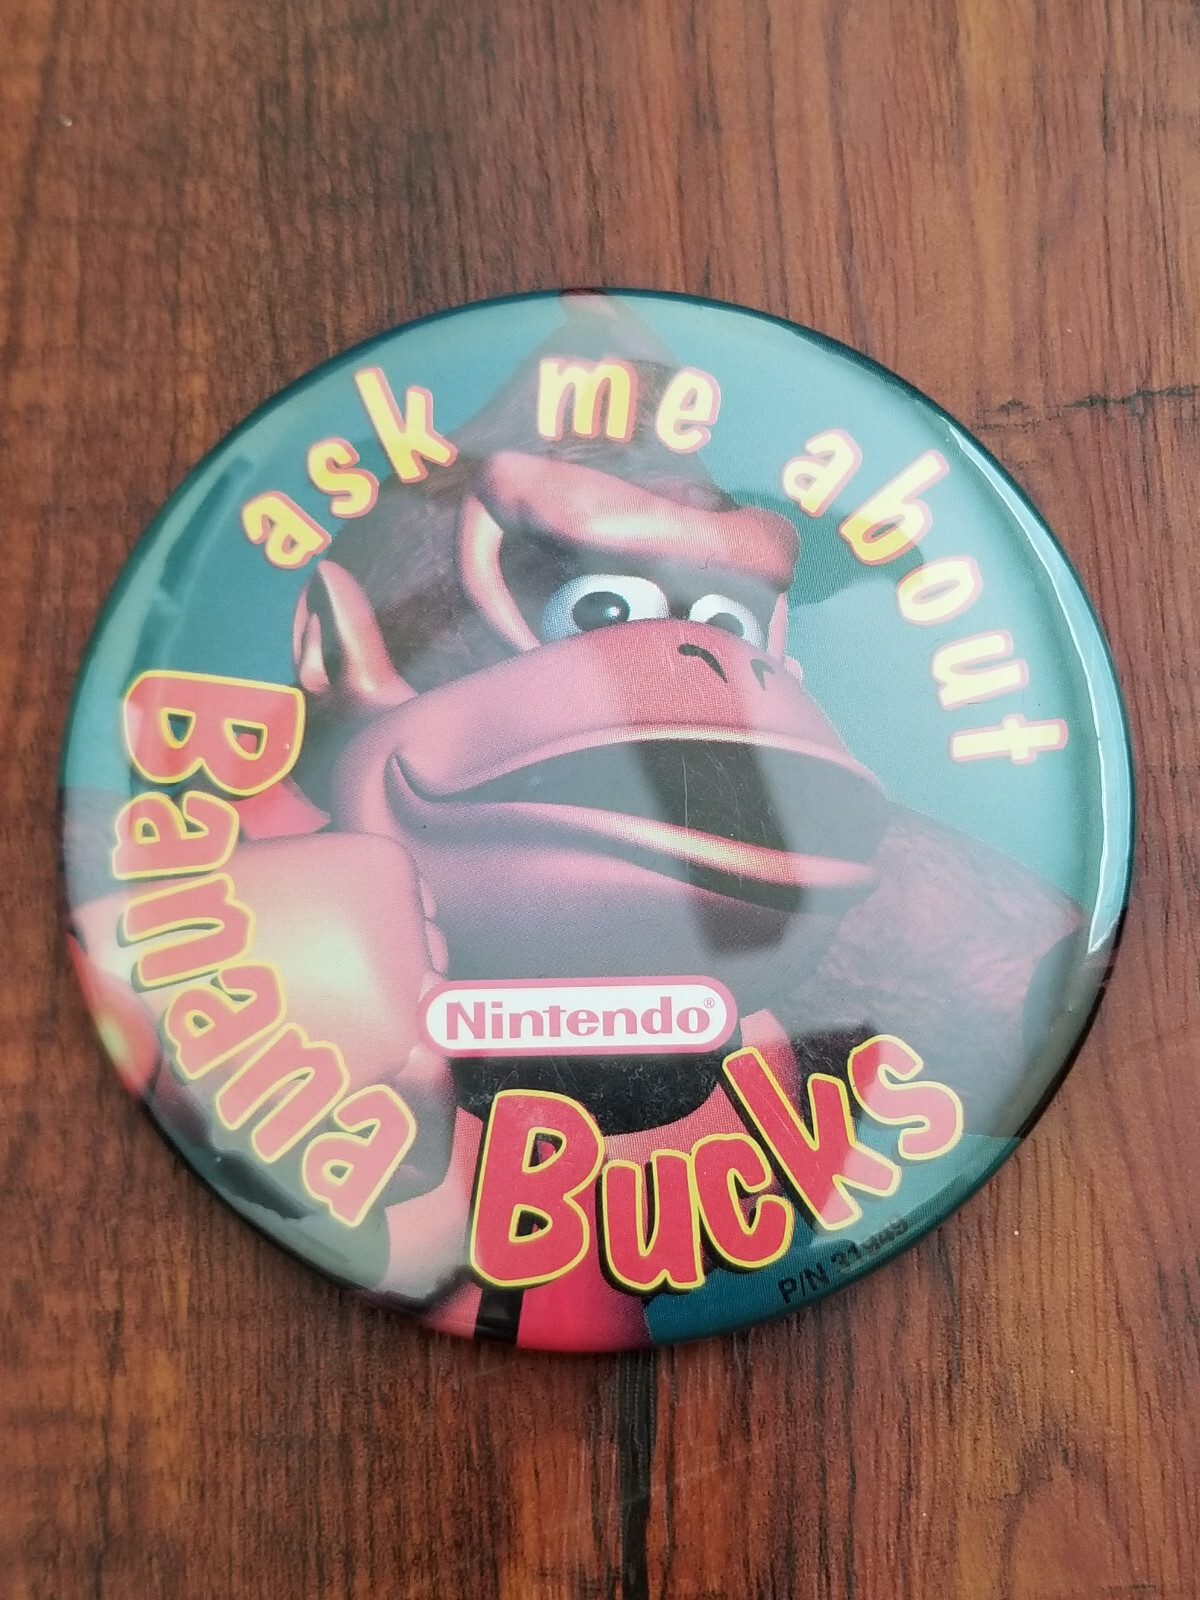 ask me about
Banana Bucks
Nintendo®
P/N